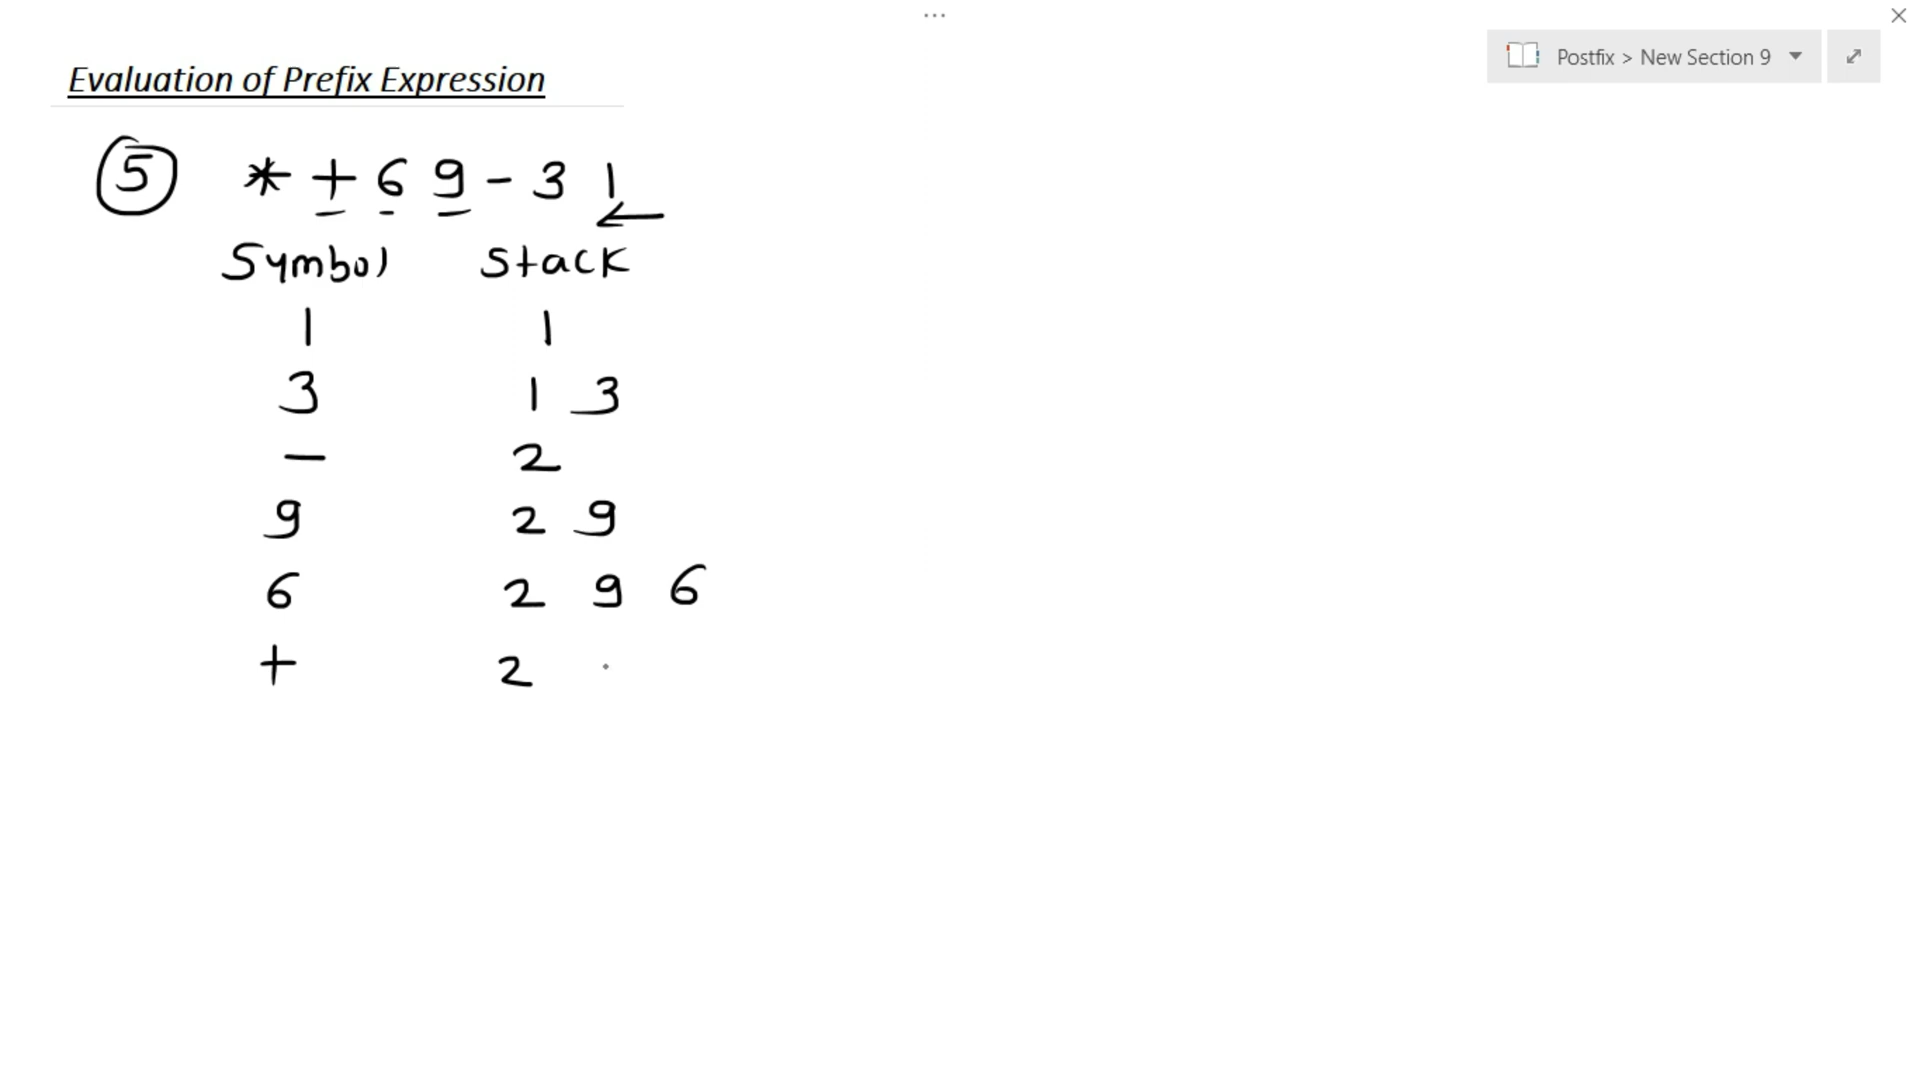 ...
Postfix > New Section 9
Evaluation of Prefix Expression
5 * + 6 9 - 3 1
Symbol Stack
1 1
3 1 3
- 2
9 2 9
6 2 9 6
+ 2